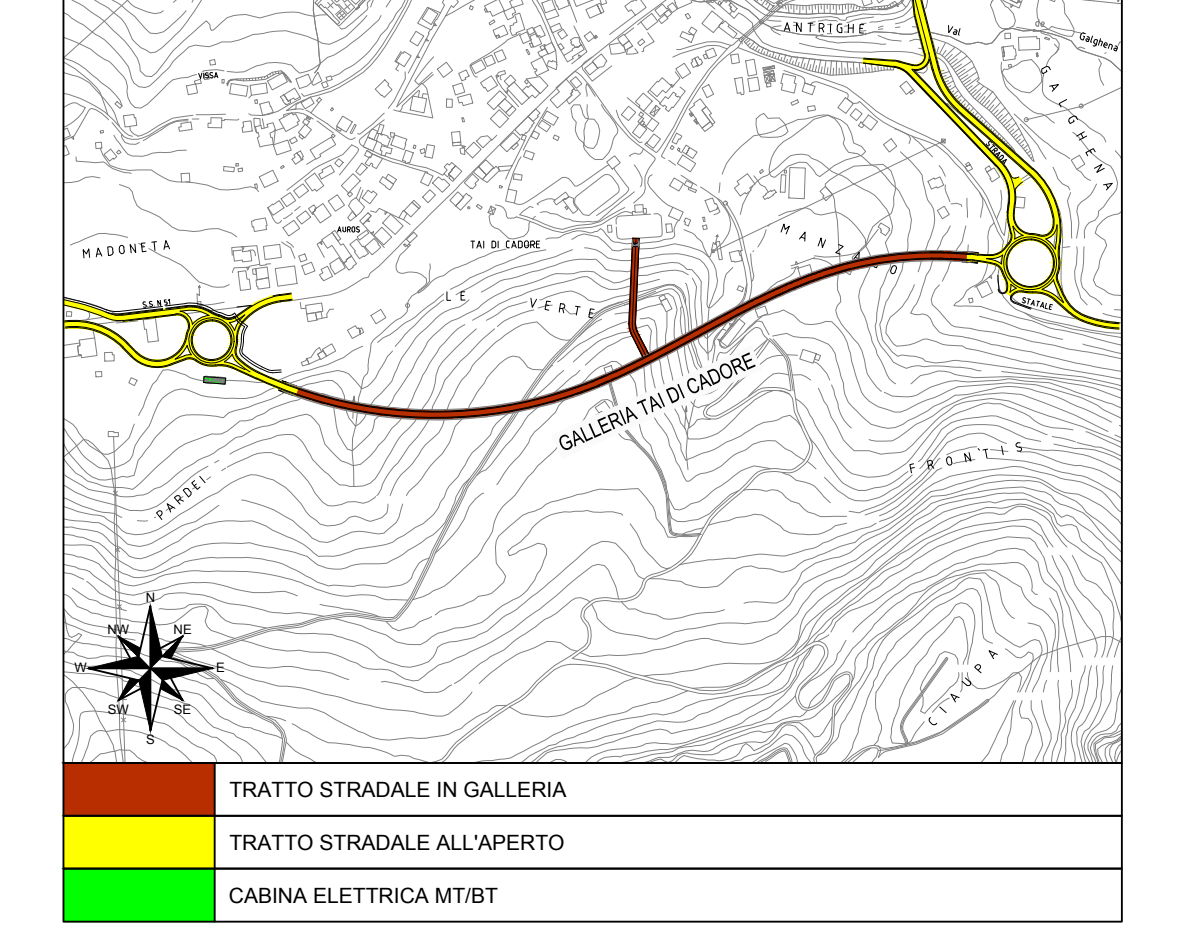 ANTRIGHE
Val
Galghena
GALGHENA
VISSA
STRADA
AUROS
MADONETA
TAI DI CADORE
MANZAGO
LE VERTE
S.S.N 51
STATALE
GALLERIA TAI DI CADORE
FRONTIS
PARDEI
CIAUPA
N
NW
NE
W
E
SW
SE
S
TRATTO STRADALE IN GALLERIA
TRATTO STRADALE ALL'APERTO
CABINA ELETTRICA MT/BT